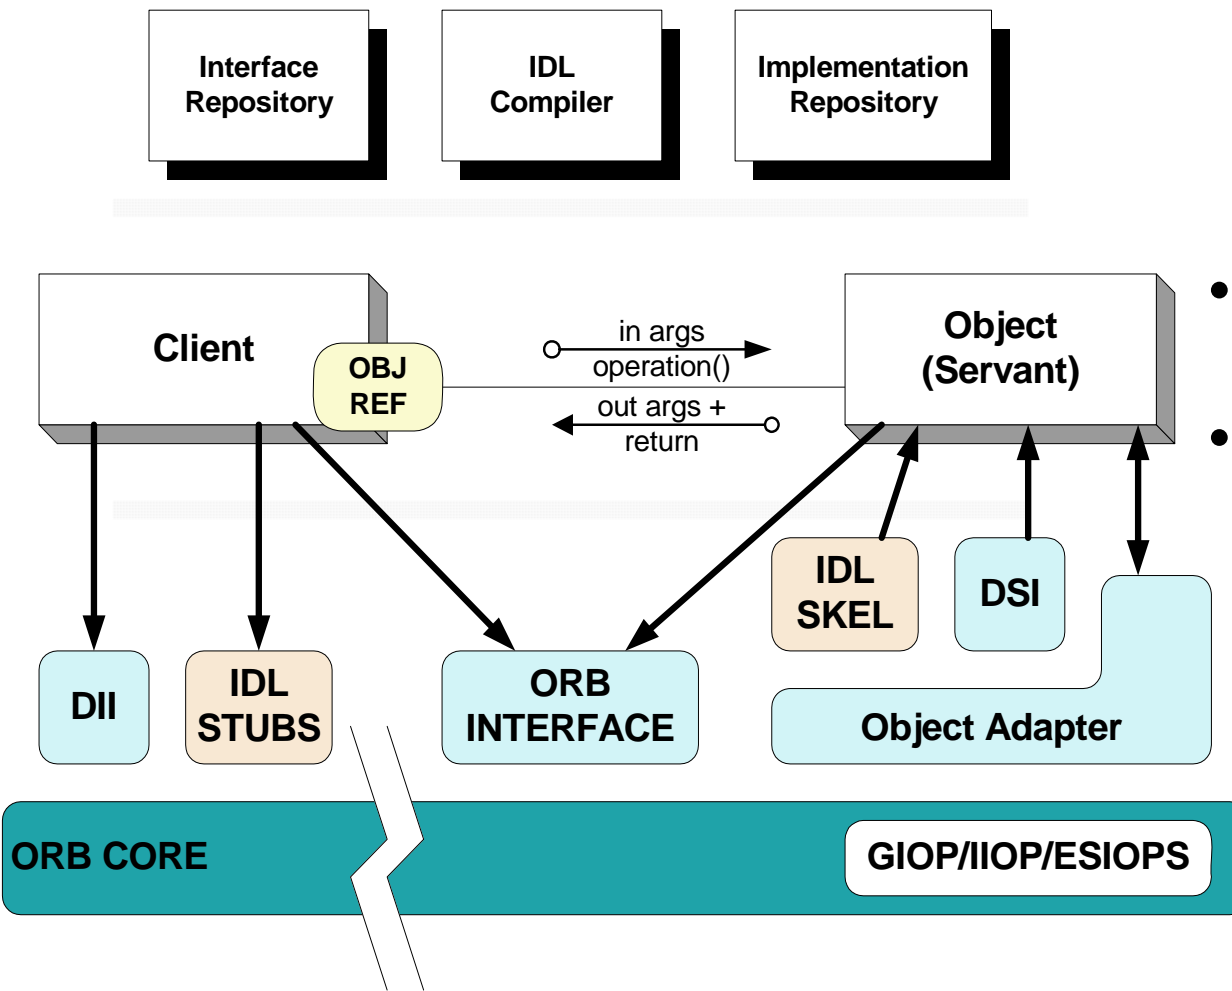 Interface
Repository
IDL
Compiler
Implementation
Repository
Client
OBJ
REF
in args
operation()
out args +
return
Object
(Servant)
IDL
SKEL
DSI
DII
IDL
STUBS
ORB
INTERFACE
Object Adapter
ORB CORE
GIOP/IIOP/ESIOPS